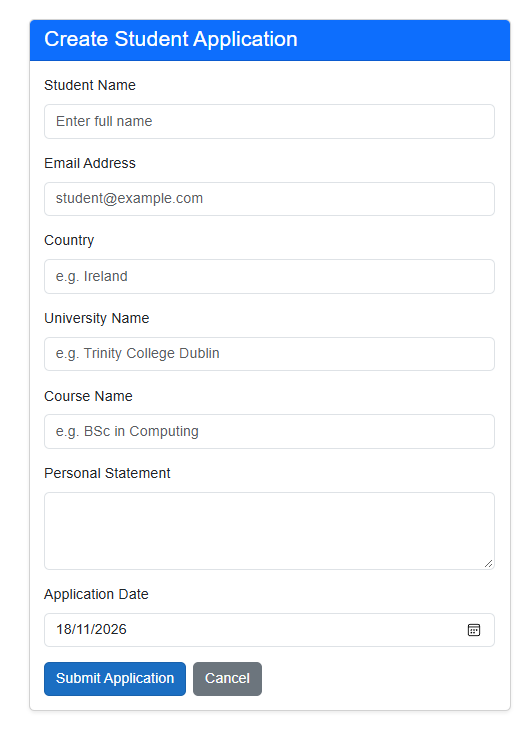 Create Student Application
Student Name
Enter full name
Email Address
student@example.com
Country
e.g. Ireland
University Name
e.g. Trinity College Dublin
Course Name
e.g. BSc in Computing
Personal Statement
Application Date
18/11/2026
Submit Application Cancel